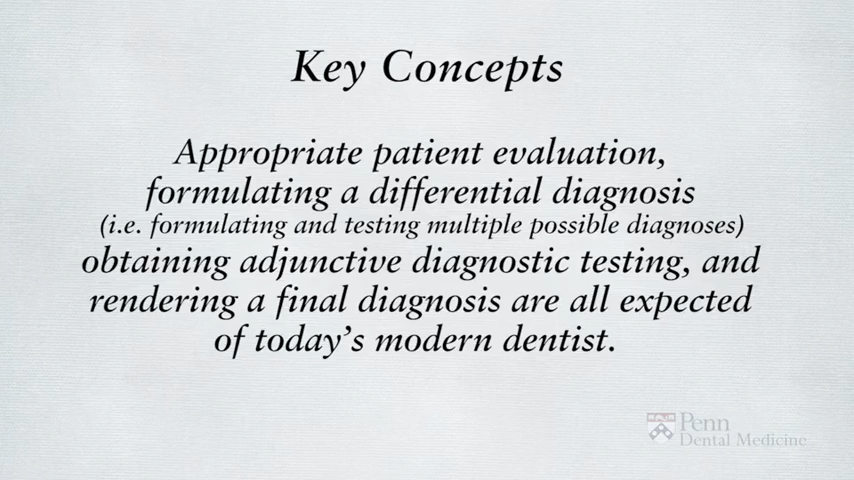 Key Concepts
Appropriate patient evaluation,
formulating a differential diagnosis
(i.e. formulating and testing multiple possible diagnoses)
obtaining adjunctive diagnostic testing, and
rendering a final diagnosis are all expected
of today's modern dentist.
Penn
Dental Medicine